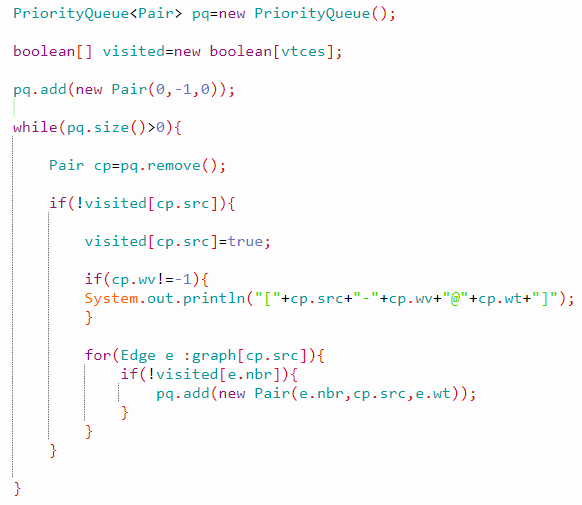 PriorityQueue<Pair> pq=new PriorityQueue();
boolean[] visited=new boolean[vtces];
pq.add(new Pair(0,-1,0));
while(pq.size()>0){
Pair cp=pq.remove();
if(!visited[cp.src]){
visited[cp.src]=true;
if(cp.wv!=-1){
System.out.println("["+cp.src+"-"+cp.wv+"@"+cp.wt+"]");
}
for(Edge e :graph[cp.src]){
if(!visited[e.nbr]){
pq.add(new Pair(e.nbr,cp.src,e.wt));
}
}
}
}